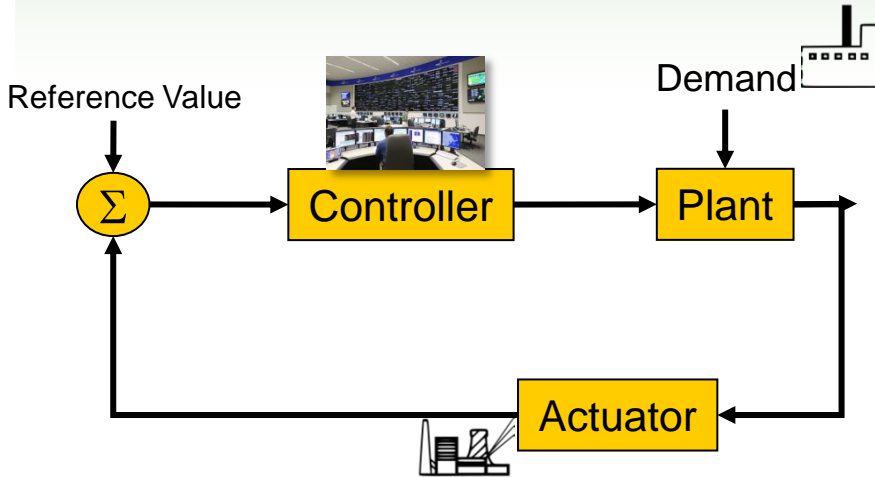 Reference Value
Demand
Σ
Controller
Plant
Actuator